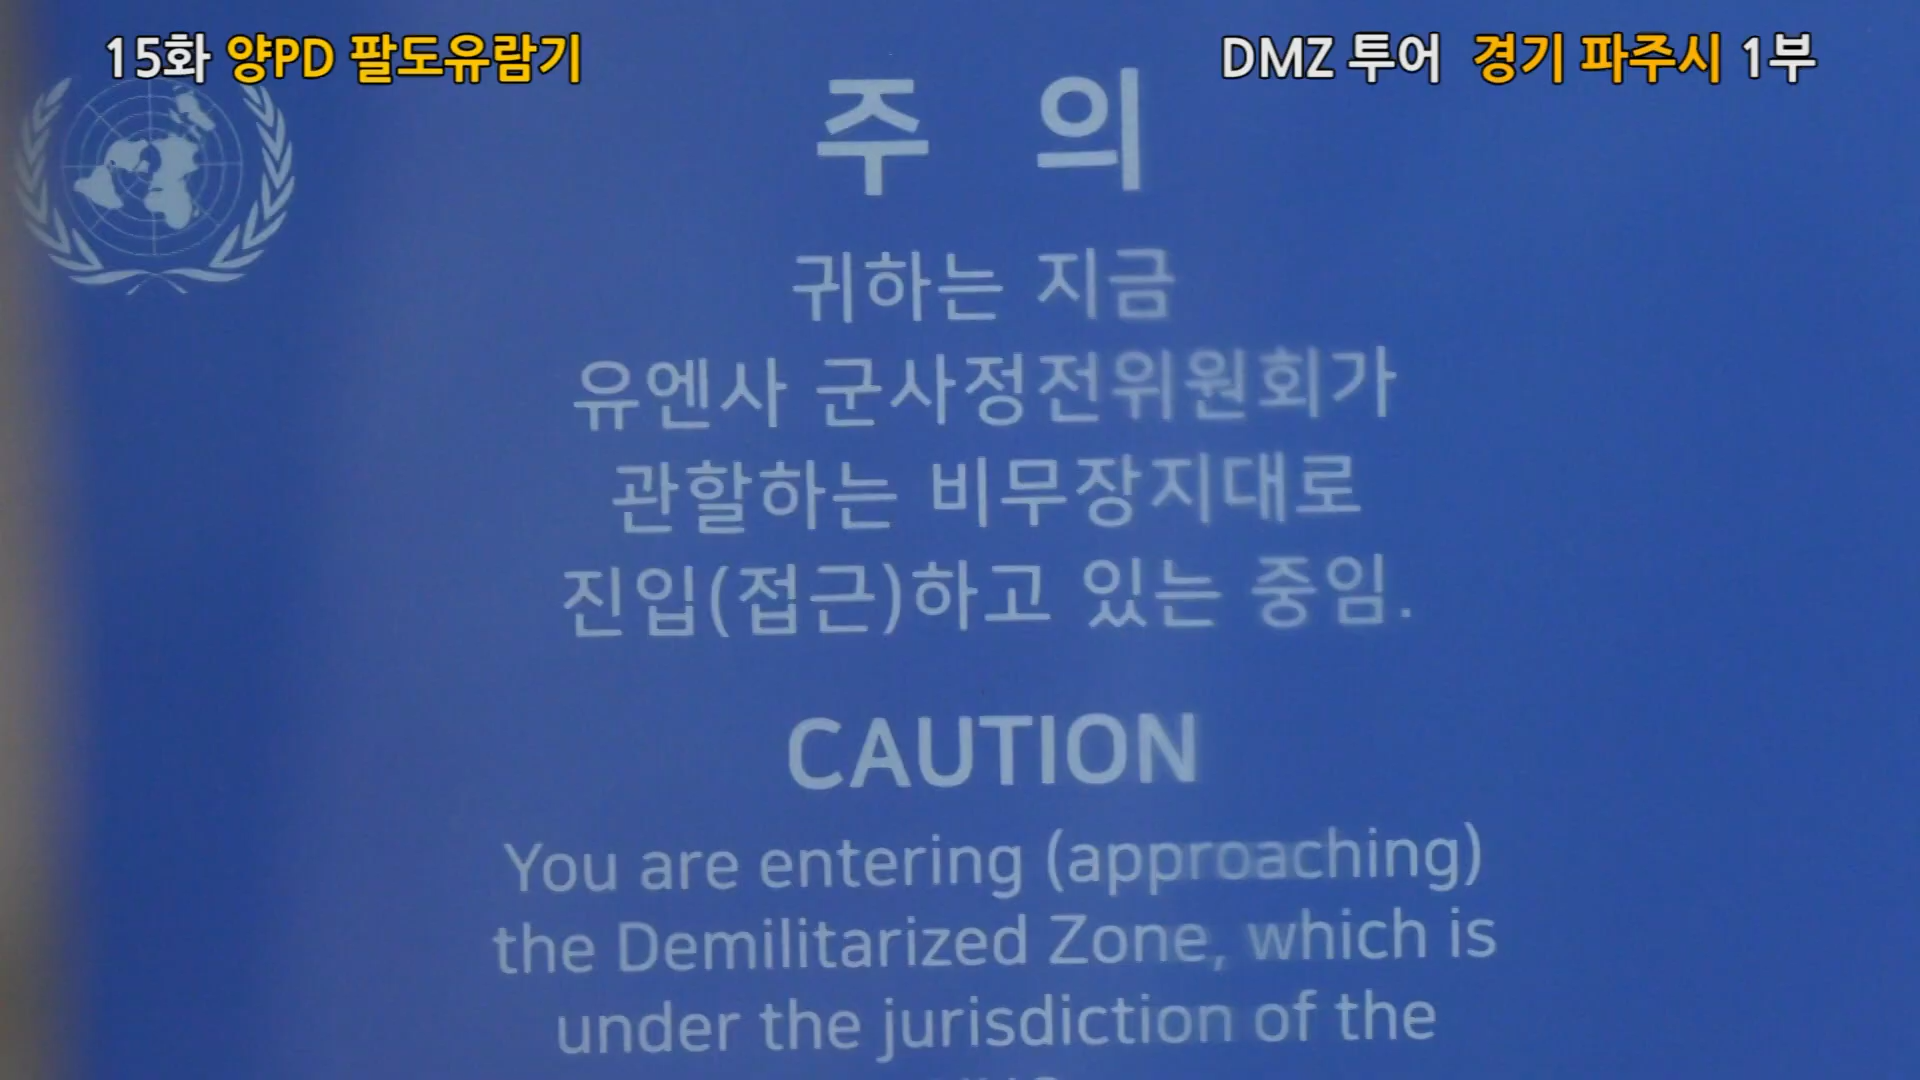 15화 양PD 팔도유람기
DMZ 투어 경기 파주시 1부
주 의
귀하는 지금
유엔사 군사정전위원회가
관할하는 비무장지대로
진입(접근)하고 있는 중임.
CAUTION
You are entering (approaching)
the Demilitarized Zone, which is
under the jurisdiction of the